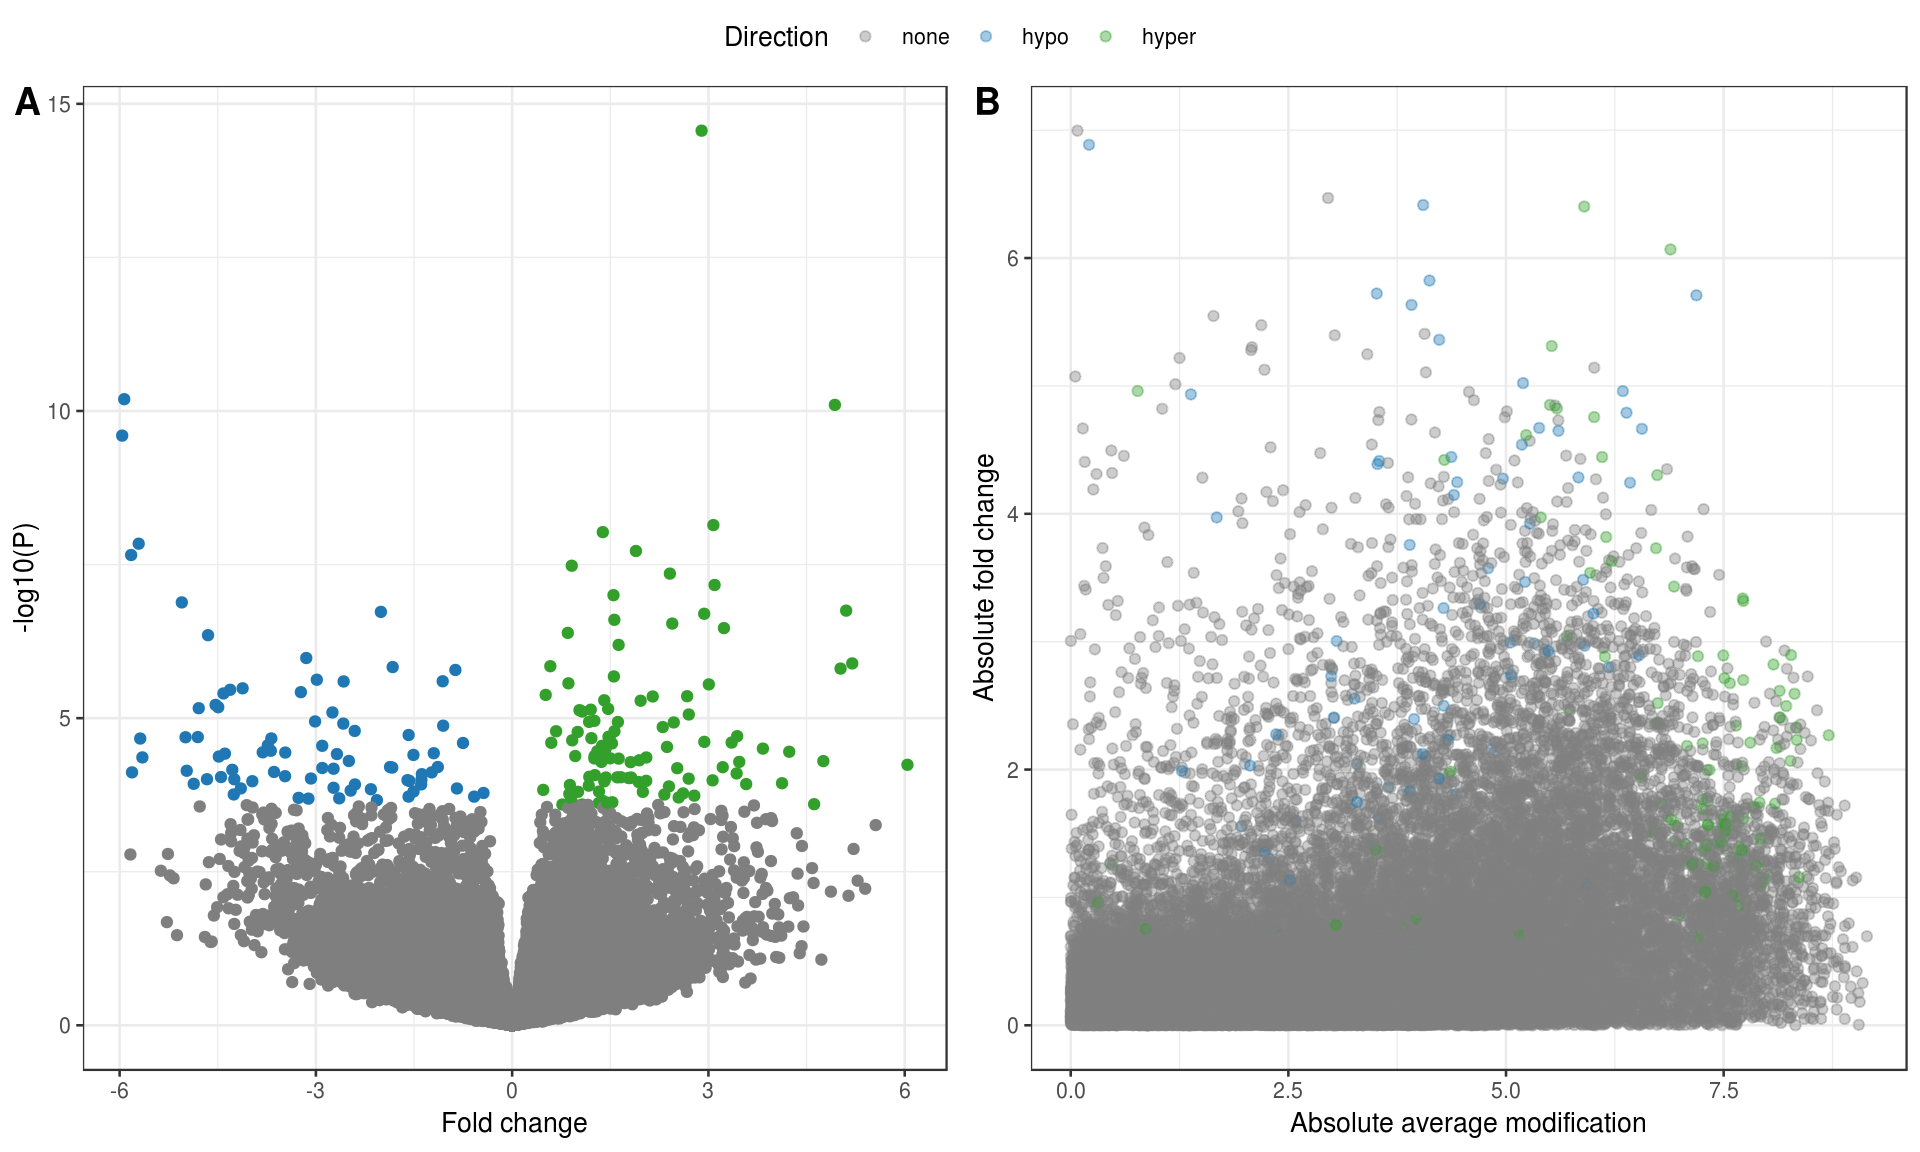 Direction none hypo hyper
A
15
10
5
0
-log10(P)
-6 -3 0 3 6
Fold change
B
6
4
2
0
Absolute fold change
0.0 2.5 5.0 7.5
Absolute average modification